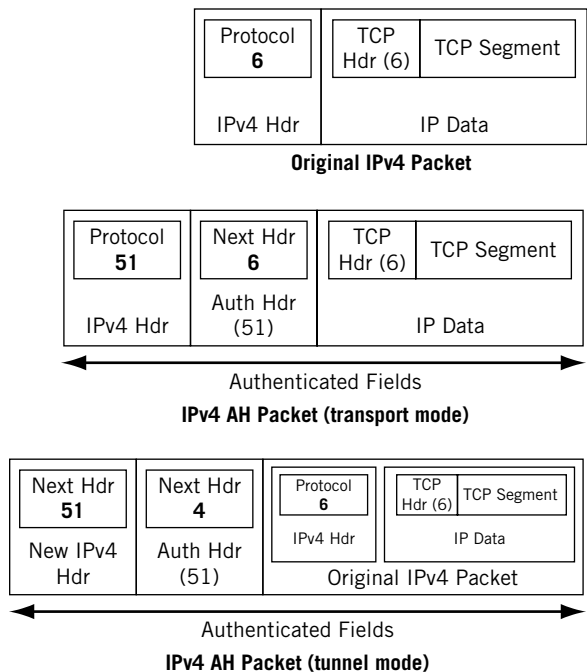 Protocol
6
IPv4 Hdr
TCP
Hdr (6)
TCP Segment
IP Data
Original IPv4 Packet
Protocol
51
IPv4 Hdr
Next Hdr
6
Auth Hdr
(51)
TCP
Hdr (6)
TCP Segment
IP Data
Authenticated Fields
IPv4 AH Packet (transport mode)
Next Hdr
51
New IPv4
Hdr
Next Hdr
4
Auth Hdr
(51)
Protocol
6
IPv4 Hdr
TCP
Hdr (6)
TCP Segment
IP Data
Original IPv4 Packet
Authenticated Fields
IPv4 AH Packet (tunnel mode)